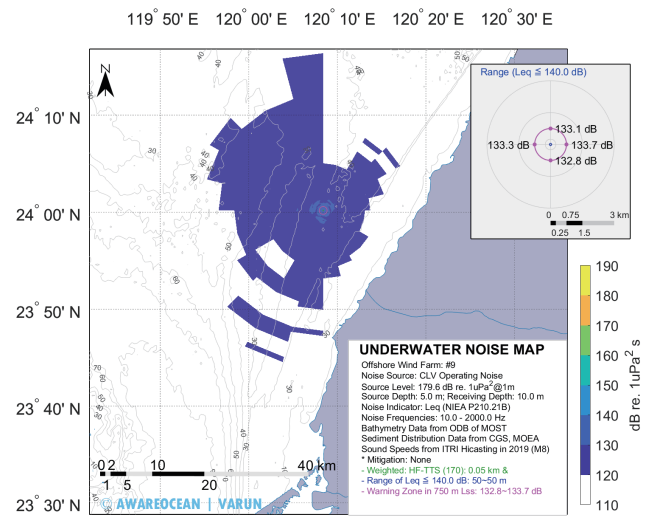 119° 50' E 120° 00' E 120° 10' E 120° 20' E 120° 30' E
N
24° 10' N
24° 00' N
23° 50' N
23° 40' N
23° 30' N
Range (Leq ≦ 140.0 dB)
133.1 dB
133.3 dB
133.7 dB
132.8 dB
0 0.75 3 km
0.25 1.5
190
180
170
160
150
140
130
120
110
dB re. 1uPa² s
UNDERWATER NOISE MAP
Offshore Wind Farm: #9
Noise Source: CLV Operating Noise
Source Level: 179.6 dB re. 1uPa²@1m
Source Depth: 5.0 m; Receiving Depth: 10.0 m
Noise Indicator: Leq (NIEA P210.21B)
Noise Frequencies: 10.0 - 2000.0 Hz
Bathymetry Data from ODB of MOST
Sediment Distribution Data from CGS, MOEA
Sound Speeds from ITRI Hicasting in 2019 (M8)
* Mitigation: None
- Weighted: HF-TTS (170): 0.05 km &
- Range of Leq ≦ 140.0 dB: 50~50 m
- Warning Zone in 750 m Lss: 132.8~133.7 dB
0 2 5 10 20 40 km
© AWAREOCEAN | VARUN